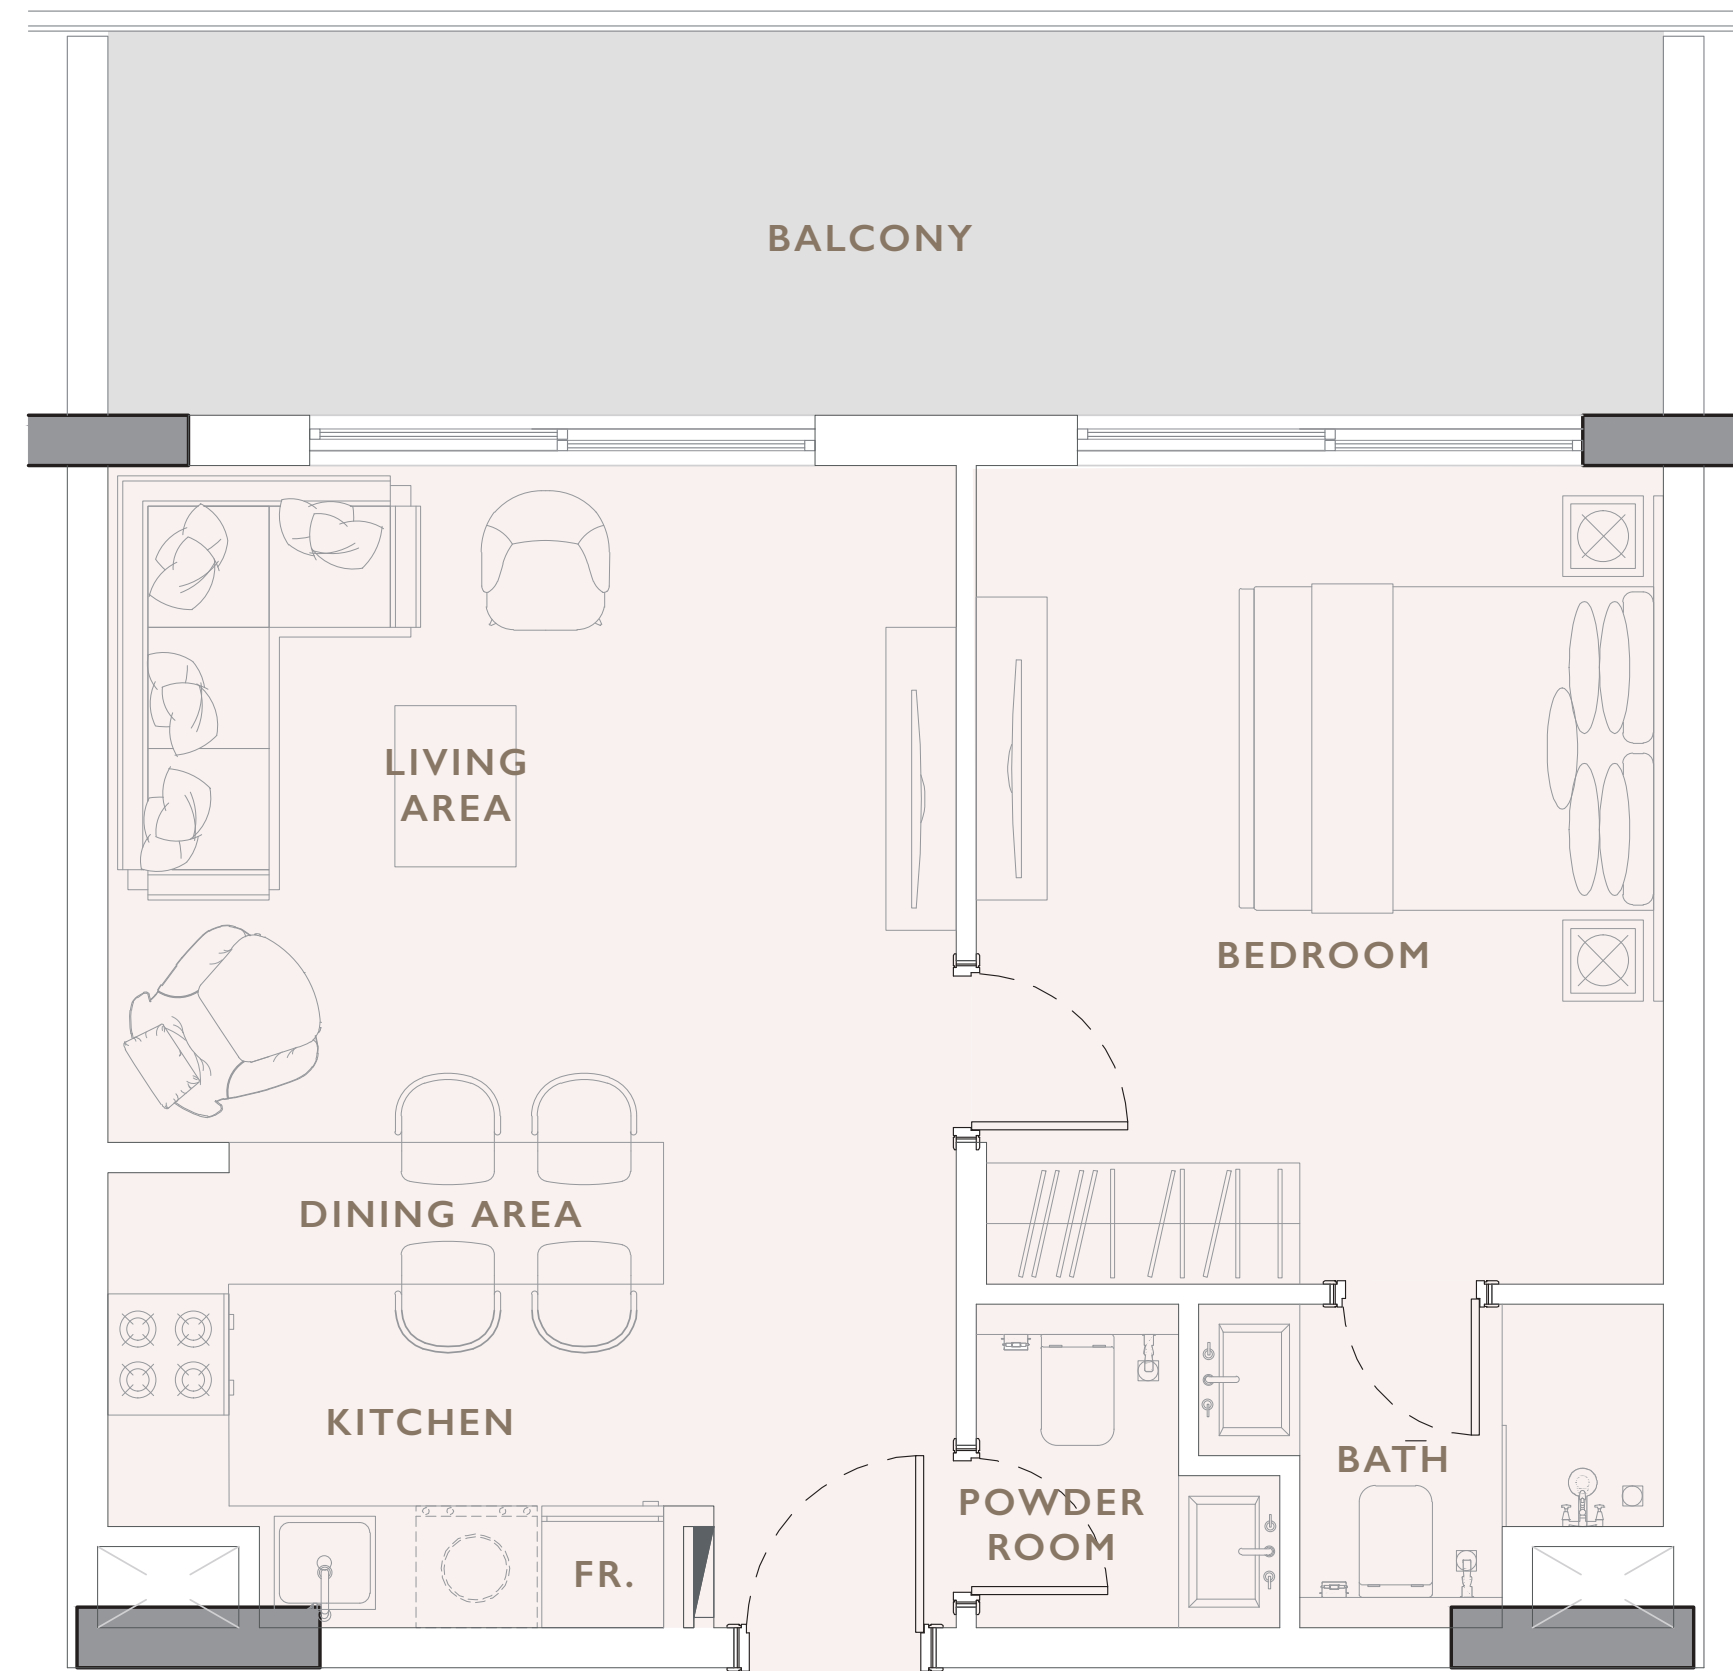 BALCONY
LIVING
AREA
BEDROOM
DINING AREA
KITCHEN
BATH
POWDER
ROOM
FR.